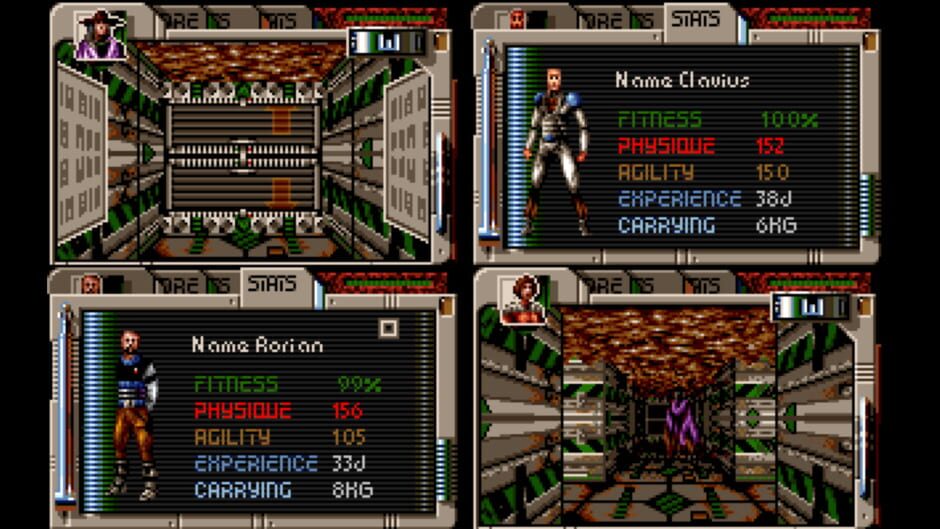 W
STATS
Name Clavius
FITNESS 100%
PHYSIQUE 152
AGILITY 150
EXPERIENCE 38d
CARRYING 6KG
STATS
Name Rorian
FITNESS 99%
PHYSIQUE 156
AGILITY 105
EXPERIENCE 33d
CARRYING 8KG
W